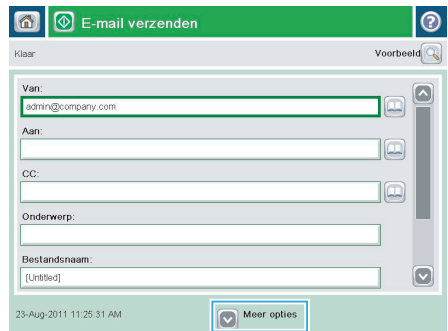 E-mail verzenden
Klaar Voorbeeld
Van:
admin@company.com
Aan:
CC:
Onderwerp:
Bestandsnaam:
[Untitled]
23-Aug-2011 11:25:31 AM Meer opties